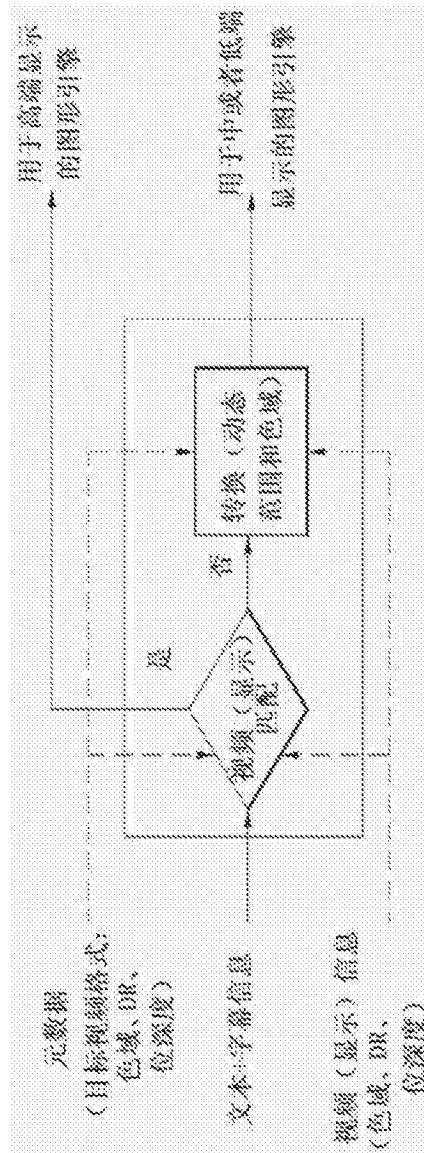 元数据
（目标视频格式：
色域、DR、
位深度）
文本+字幕信息
视频（显示）信息
（色域、DR、
位深度）
视频（显示）
匹配
是
否
转换（动态
范围和色域）
用于高端显示
的图形引擎
用于中或者低端
显示的图形引擎